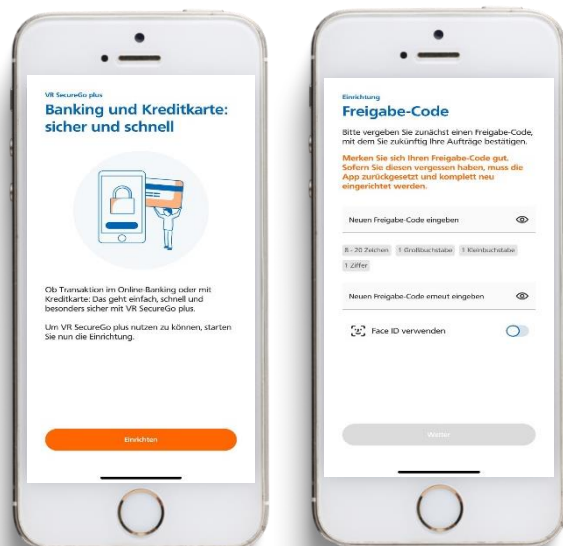 VR SecureGo plus
Banking und Kreditkarte:
sicher und schnell
Ob Transaktion im Online-Banking oder mit
Kreditkarte: Das geht einfach, schnell und
besonders sicher mit VR SecureGo plus.
Um VR SecureGo plus nutzen zu können, starten
Sie nun die Einrichtung.
Einrichten
Einrichtung
Freigabe-Code
Bitte vergeben Sie zunächst einen Freigabe-Code,
mit dem Sie zukünftig Ihre Aufträge bestätigen.
Merken Sie sich Ihren Freigabe-Code gut.
Sofern Sie diesen vergessen haben, muss die
App zurückgesetzt und komplett neu
eingerichtet werden.
Neuen Freigabe-Code eingeben
8 - 20 Zeichen 1 Großbuchstabe 1 Kleinbuchstabe
1 Ziffer
Neuen Freigabe-Code erneut eingeben
Face ID verwenden
Weiter